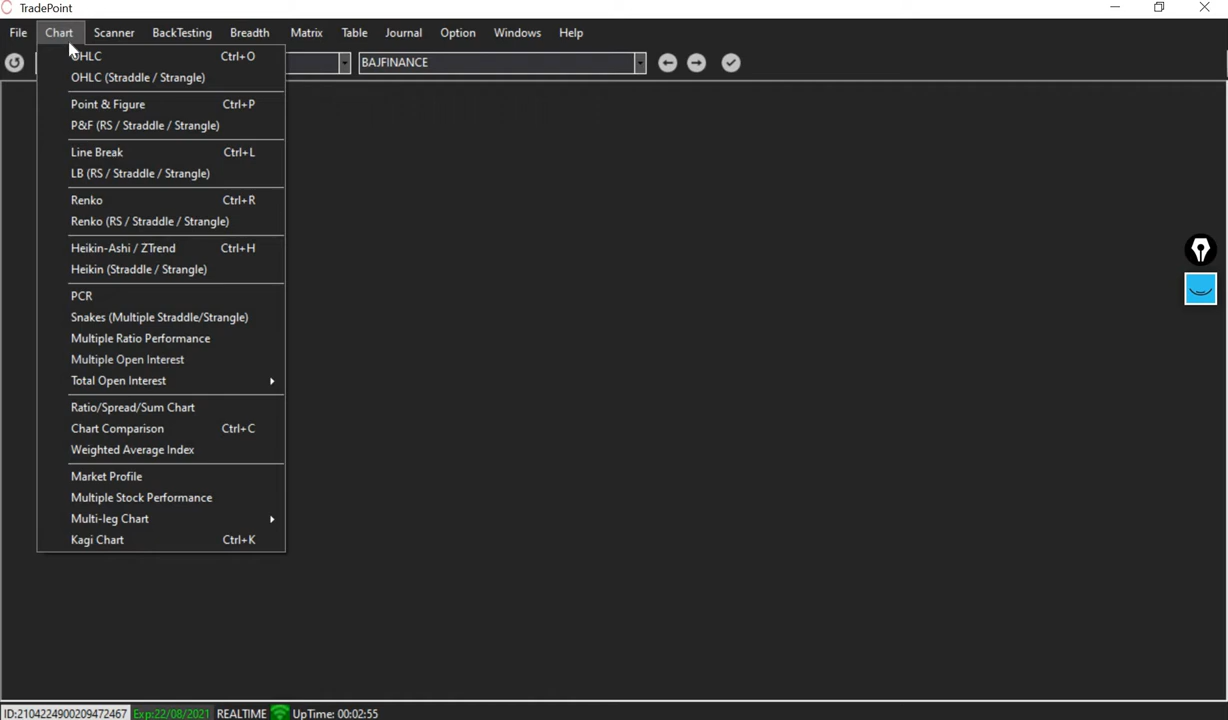 TradePoint
File Chart Scanner BackTesting Breadth Matrix Table Journal Option Windows Help
BAJFINANCE
OHLC Ctrl+O
OHLC (Straddle / Strangle)
Point & Figure Ctrl+P
P&F (RS / Straddle / Strangle)
Line Break Ctrl+L
LB (RS / Straddle / Strangle)
Renko Ctrl+R
Renko (RS / Straddle / Strangle)
Heikin-Ashi / ZTrend Ctrl+H
Heikin (Straddle / Strangle)
PCR
Snakes (Multiple Straddle/Strangle)
Multiple Ratio Performance
Multiple Open Interest
Total Open Interest
Ratio/Spread/Sum Chart
Chart Comparison Ctrl+C
Weighted Average Index
Market Profile
Multiple Stock Performance
Multi-leg Chart
Kagi Chart Ctrl+K
ID:2104224900209472467 Exp:22/08/2021 REALTIME UpTime: 00:02:55